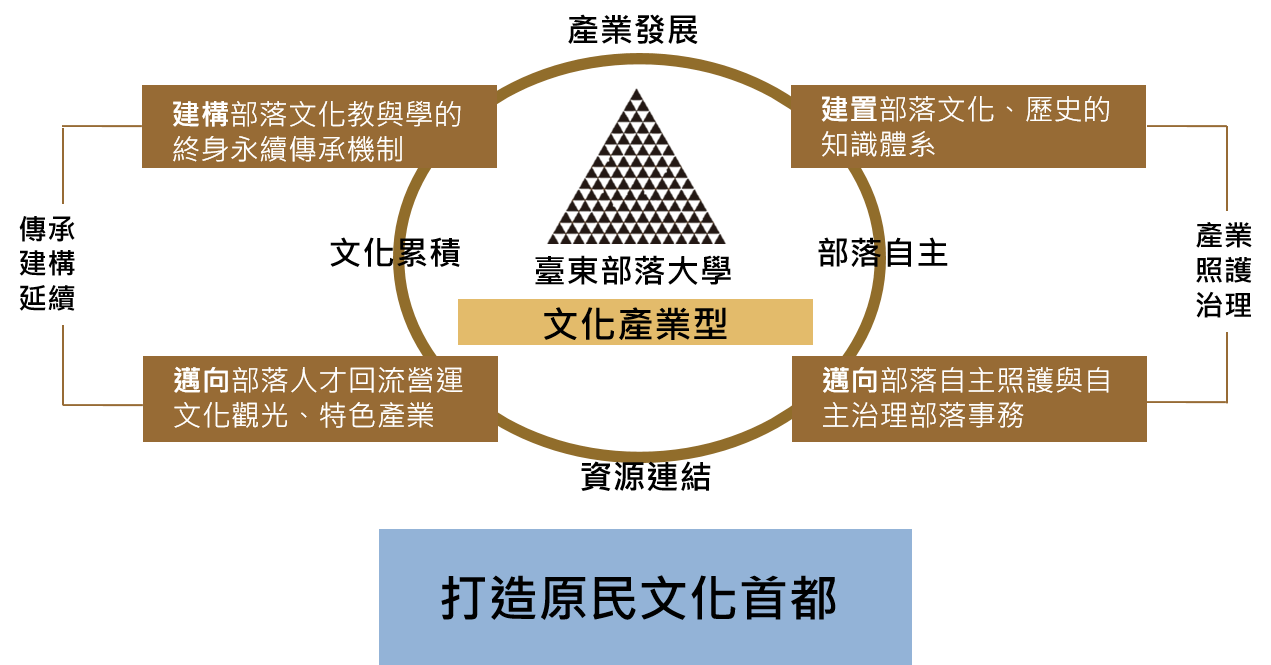 產業發展
建構部落文化教與學的
終身永續傳承機制
建置部落文化、歷史的
知識體系
傳承
建構
延續
文化累積
臺東部落大學
文化產業型
部落自主
產業
照護
治理
邁向部落人才回流營運
文化觀光、特色產業
邁向部落自主照護與自
主治理部落事務
資源連結
打造原民文化首都